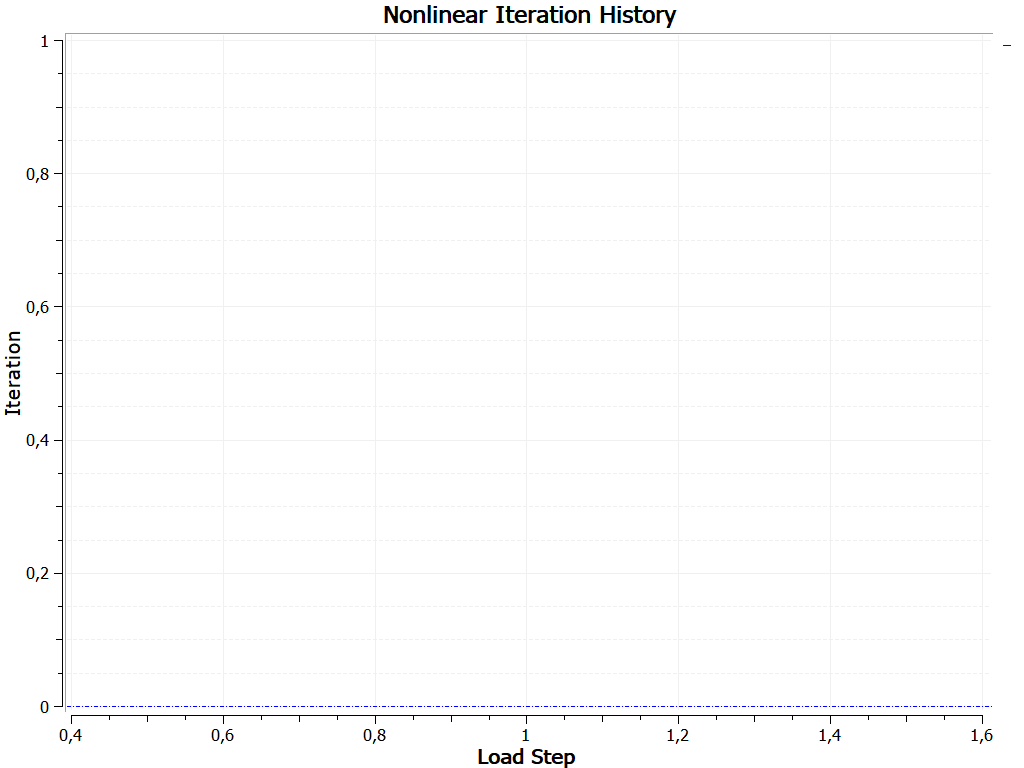 Nonlinear Iteration History
1
0,8
0,6
0,4
0,2
0
Iteration
0,4 0,6 0,8 1 1,2 1,4 1,6
Load Step